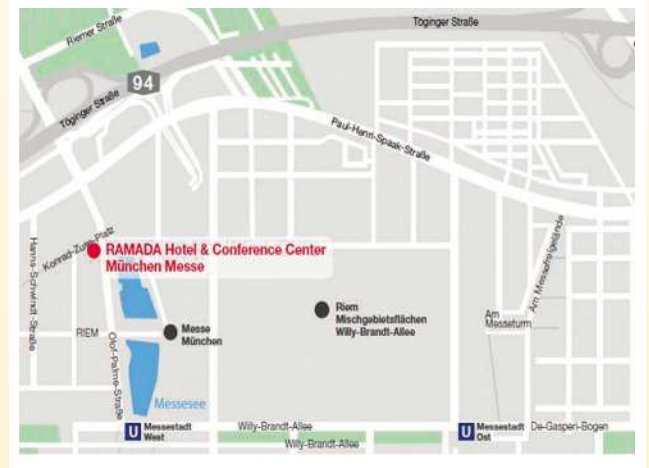 Riemer Straße
Töginger Straße
94
Töginger Straße
Paul-Henri-Spaak-Straße
Konrad-Zuse-Platz
RAMADA Hotel & Conference Center
München Messe
Hanns-Schwindt-Straße
Am Messefreigelände
Riem
Mischgebietsflächen
Willy-Brandt-Allee
Am
Messeturm
RIEM
Messe
München
Olof-Palme-Straße
Messesee
U
Messestadt
West
Willy-Brandt-Allee
Willy-Brandt-Allee
U
Messestadt
Ost
De-Gasperi-Bogen